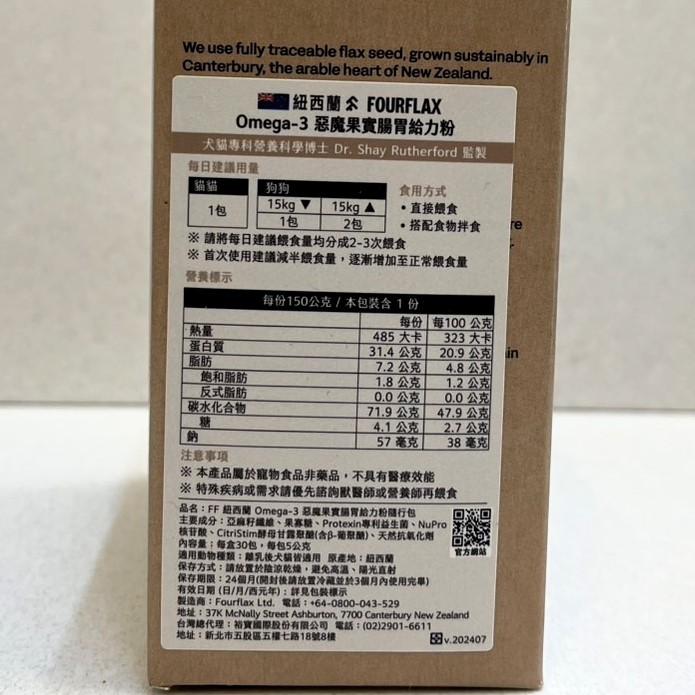 We use fully traceable flax seed, grown sustainably in
Canterbury, the arable heart of New Zealand.
紐西蘭 FOURFLAX
Omega-3 惡魔果實腸胃給力粉
犬貓專科營養科學博士 Dr. Shay Rutherford 監製
每日建議用量
貓貓 狗狗 食用方式
15kg ▼ 15kg ▲ • 直接餵食
1包 1包 2包 • 搭配食物拌食
※ 請將每日建議餵食量均分成2-3次餵食
※ 首次使用建議減半餵食量，逐漸增加至正常餵食量
營養標示
每份150公克 / 本包裝含 1 份
每份 每100 公克
熱量 485 大卡 323 大卡
蛋白質 31.4 公克 20.9 公克
脂肪 7.2 公克 4.8 公克
飽和脂肪 1.8 公克 1.2 公克
反式脂肪 0.0 公克 0.0 公克
碳水化合物 71.9 公克 47.9 公克
糖 4.1 公克 2.7 公克
鈉 57 毫克 38 毫克
注意事項
※ 本產品屬於寵物食品非藥品，不具有醫療效能
※ 特殊疾病或需求請優先諮詢獸醫師或營養師再餵食
品名：FF 紐西蘭 Omega-3 惡魔果實腸胃給力粉隨行包
主要成分：亞麻籽纖維、果寡糖、Protexin專利益生菌、NuPro
核苷酸、CitriStim酵母甘露聚醣(含β-葡聚醣)、天然抗氧化劑
內容量：每盒30包，每包5公克
適用動物種類：離乳後犬貓皆適用 原產地：紐西蘭
官方網站
保存方式：請放置於陰涼乾燥，避免高溫、陽光直射
保存期限：24個月(開封後請放置冷藏並於3個月內使用完畢)
有效日期 (日/月/西元年)：詳見包裝標示
製造商：Fourflax Ltd. 電話：+64-0800-043-529
地址：37K McNally Street Ashburton, 7700 Canterbury New Zealand
台灣總代理：裕寶國際股份有限公司 電話：(02)2901-6611
地址：新北市五股區五權七路18號8樓
v.202407